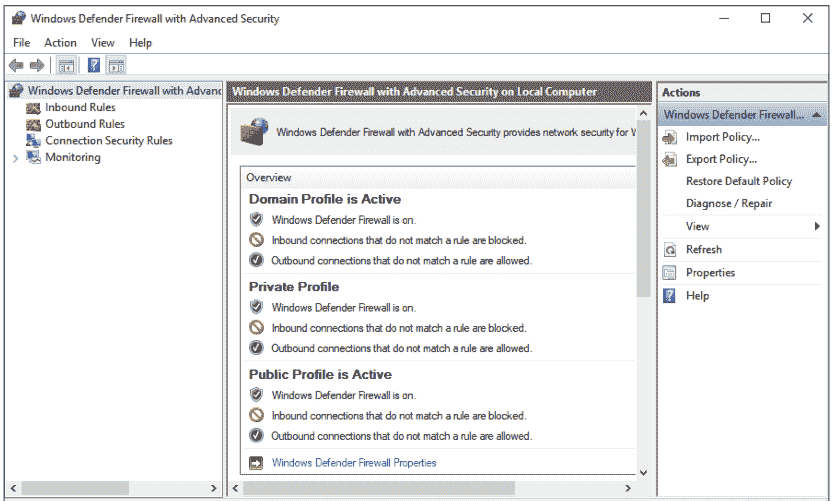 Windows Defender Firewall with Advanced Security
File Action View Help
Windows Defender Firewall with Advanc
Inbound Rules
Outbound Rules
Connection Security Rules
Monitoring
Windows Defender Firewall with Advanced Security on Local Computer
Windows Defender Firewall with Advanced Security provides network security for W
Overview
Domain Profile is Active
Windows Defender Firewall is on.
Inbound connections that do not match a rule are blocked.
Outbound connections that do not match a rule are allowed.
Private Profile
Windows Defender Firewall is on.
Inbound connections that do not match a rule are blocked.
Outbound connections that do not match a rule are allowed.
Public Profile is Active
Windows Defender Firewall is on.
Inbound connections that do not match a rule are blocked.
Outbound connections that do not match a rule are allowed.
Windows Defender Firewall Properties
Actions
Windows Defender Firewall...
Import Policy...
Export Policy...
Restore Default Policy
Diagnose / Repair
View
Refresh
Properties
Help